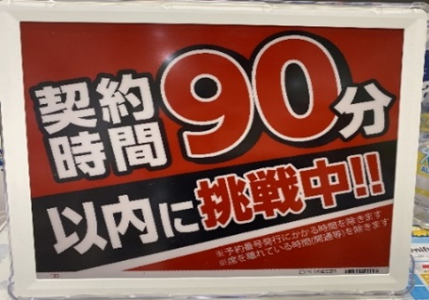 契約
時間
90分
以内に挑戦中!!
※予約番号発行にかかる時間を除きます
※席を離れている時間(開通等)を除きます